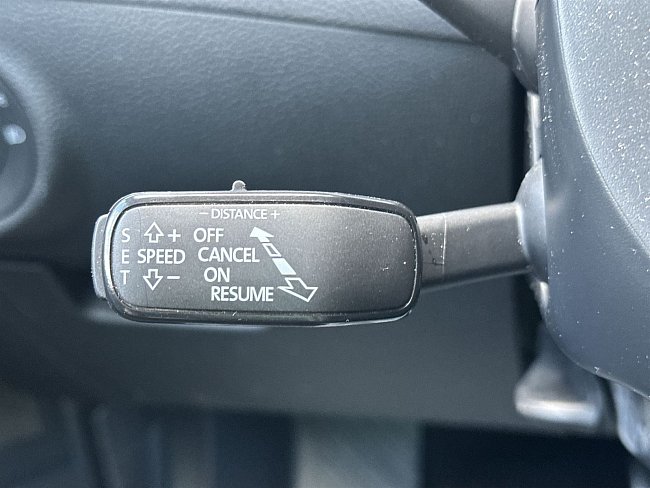 − DISTANCE +
S + OFF
E SPEED CANCEL
T − ON
RESUME